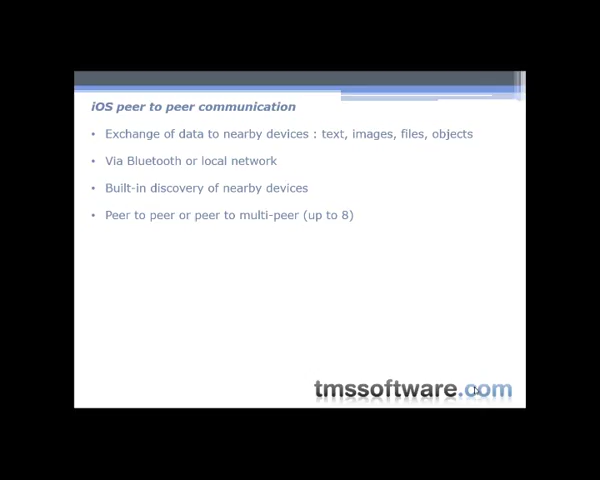 iOS peer to peer communication
• Exchange of data to nearby devices : text, images, files, objects
• Via Bluetooth or local network
• Built-in discovery of nearby devices
• Peer to peer or peer to multi-peer (up to 8)
tmssoftware.com